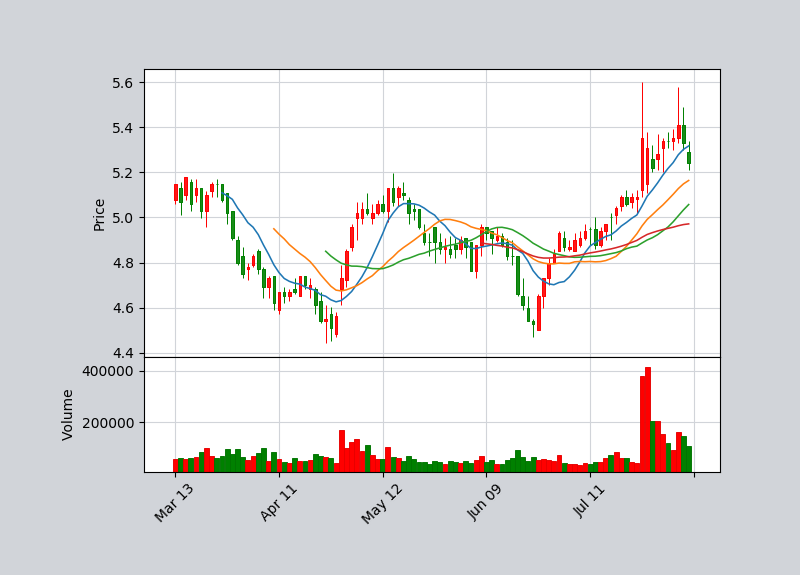 Price
5.6
5.4
5.2
5.0
4.8
4.6
4.4
Volume
400000
200000
Mar 13
Apr 11
May 12
Jun 09
Jul 11